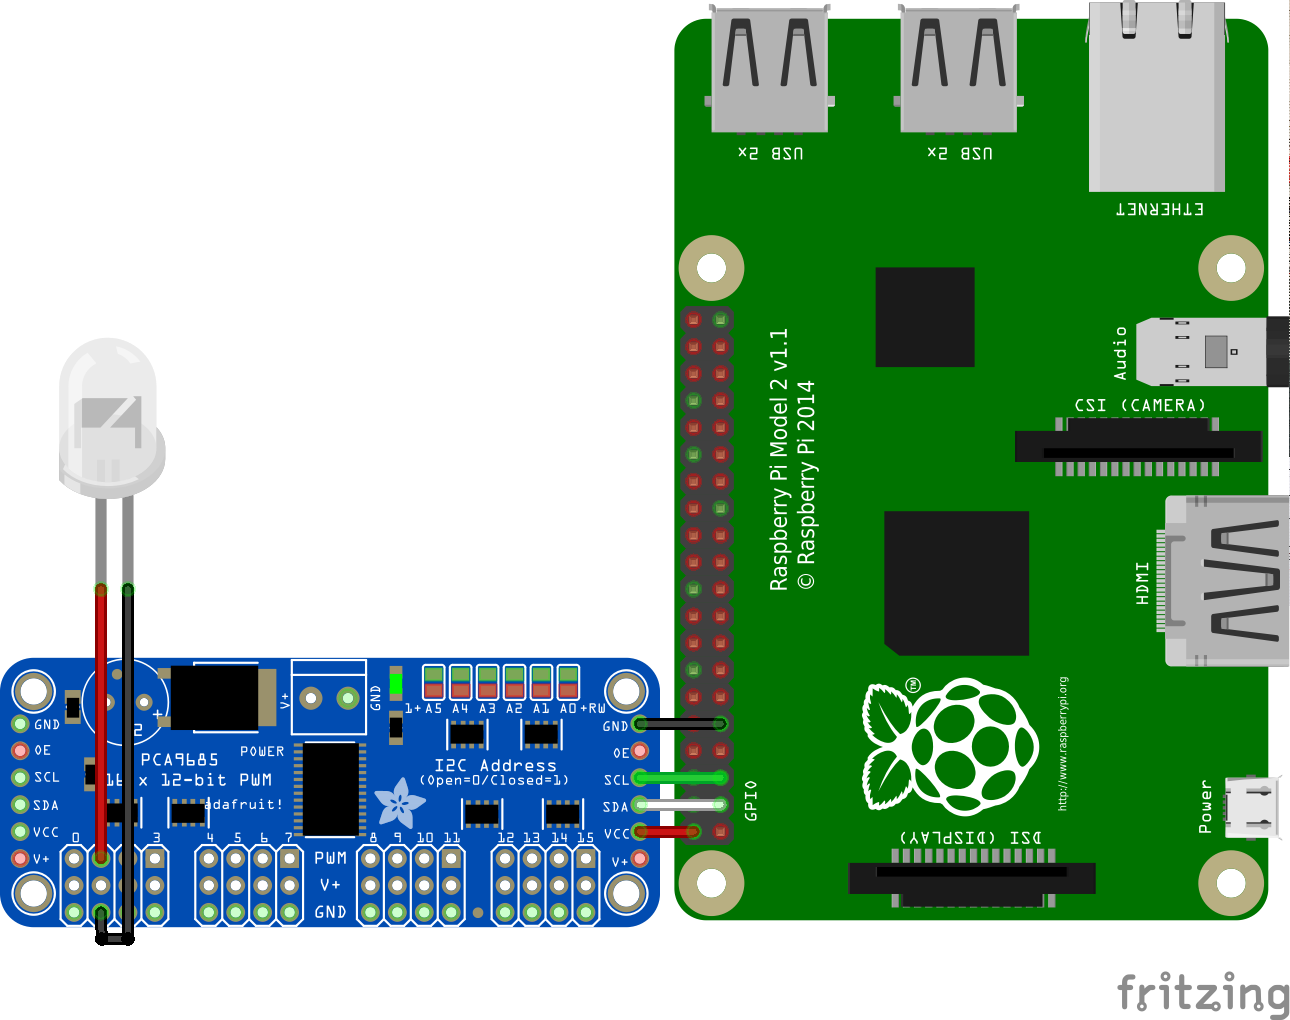 USB 2x
USB 2x
ETHERNET
Raspberry Pi Model 2 v1.1
© Raspberry Pi 2014
Audio
CSI (CAMERA)
HDMI
TM
http://www.raspberrypi.org
GPIO
Power
DSI (DISPLAY)
V+
GND
1+ A5 A4 A3 A2 A1 A0 +RW
GND
OE
SCL
SDA
VCC
V+
+
2
POWER
PCA9685
16 x 12-bit PWM
adafruit!
I2C Address
(Open=0/Closed=1)
GND
OE
SCL
SDA
VCC
V+
0 3 4 5 6 7 8 9 10 11 12 13 14 15
PWM
V+
GND
fritzing